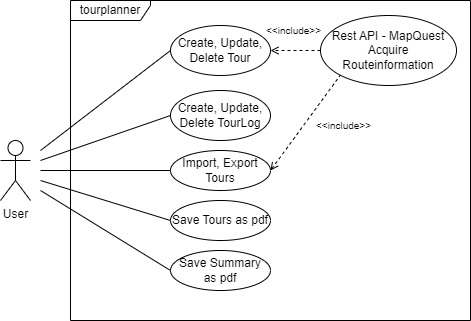 tourplanner
Create, Update,
Delete Tour
<<include>>
Rest API - MapQuest
Acquire
Routeinformation
Create, Update,
Delete TourLog
<<include>>
Import, Export
Tours
User
Save Tours as pdf
Save Summary
as pdf